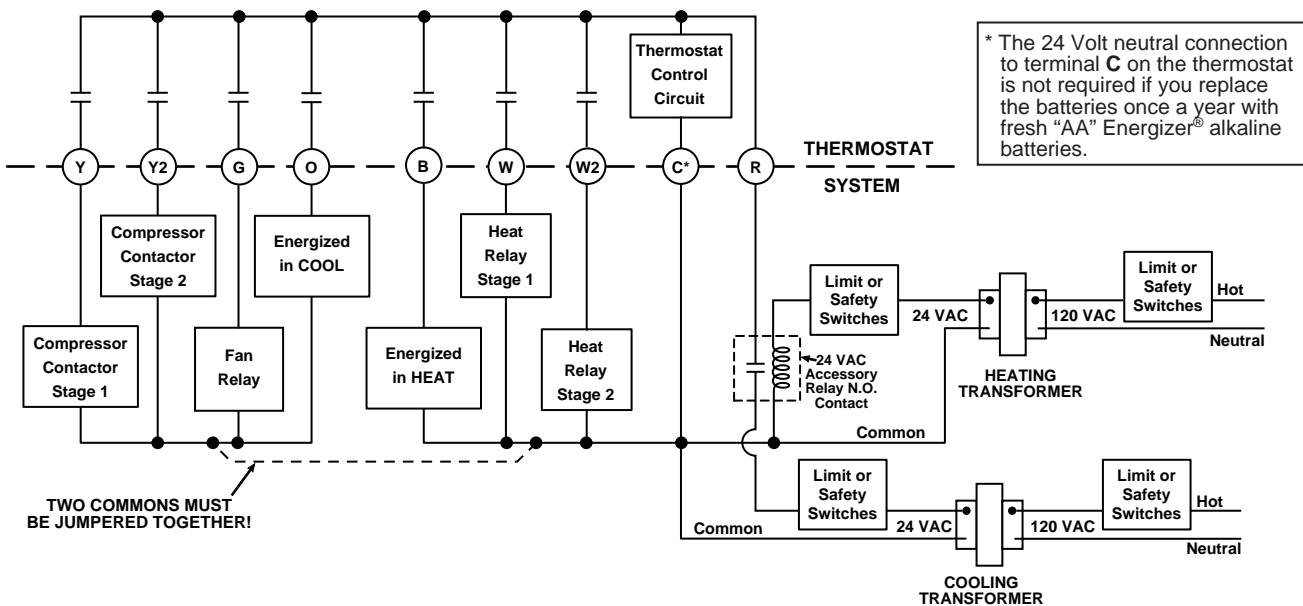 * The 24 Volt neutral connection
to terminal C on the thermostat
is not required if you replace
the batteries once a year with
fresh “AA” Energizer® alkaline
batteries.
Thermostat
Control
Circuit
THERMOSTAT
Y
Y2
G
O
B
W
W2
C*
R
SYSTEM
Compressor
Contactor
Stage 2
Energized
in COOL
Heat
Relay
Stage 1
Compressor
Contactor
Stage 1
Fan
Relay
Energized
in HEAT
Heat
Relay
Stage 2
Limit or
Safety
Switches
24 VAC
120 VAC
Limit or
Safety
Switches
Hot
Neutral
HEATING
TRANSFORMER
24 VAC
Accessory
Relay N.O.
Contact
Common
TWO COMMONS MUST
BE JUMPERED TOGETHER!
Limit or
Safety
Switches
Common
24 VAC
120 VAC
Limit or
Safety
Switches
Hot
Neutral
COOLING
TRANSFORMER